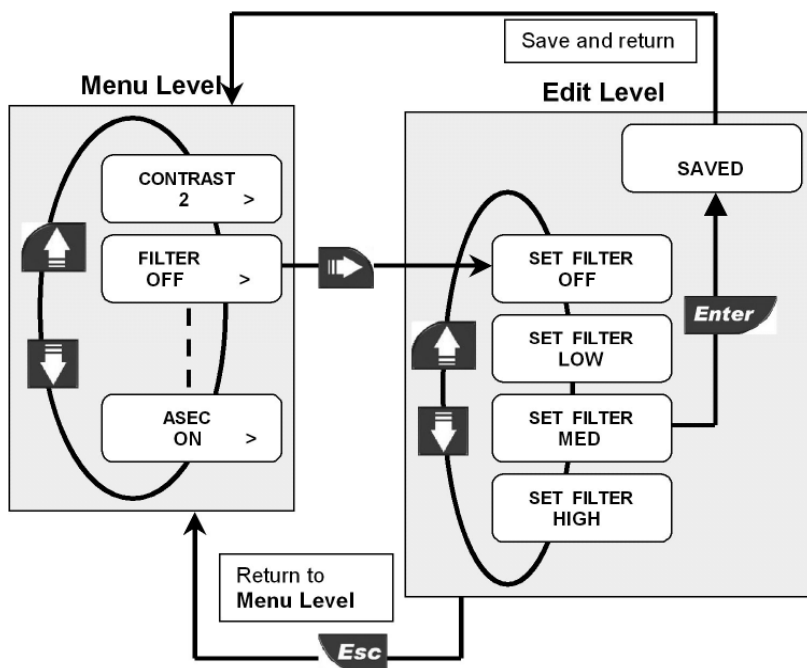 Save and return
Menu Level
Edit Level
CONTRAST
2 >
FILTER
OFF >
ASEC
ON >
SAVED
SET FILTER
OFF
SET FILTER
LOW
Enter
SET FILTER
MED
SET FILTER
HIGH
Return to
Menu Level
Esc